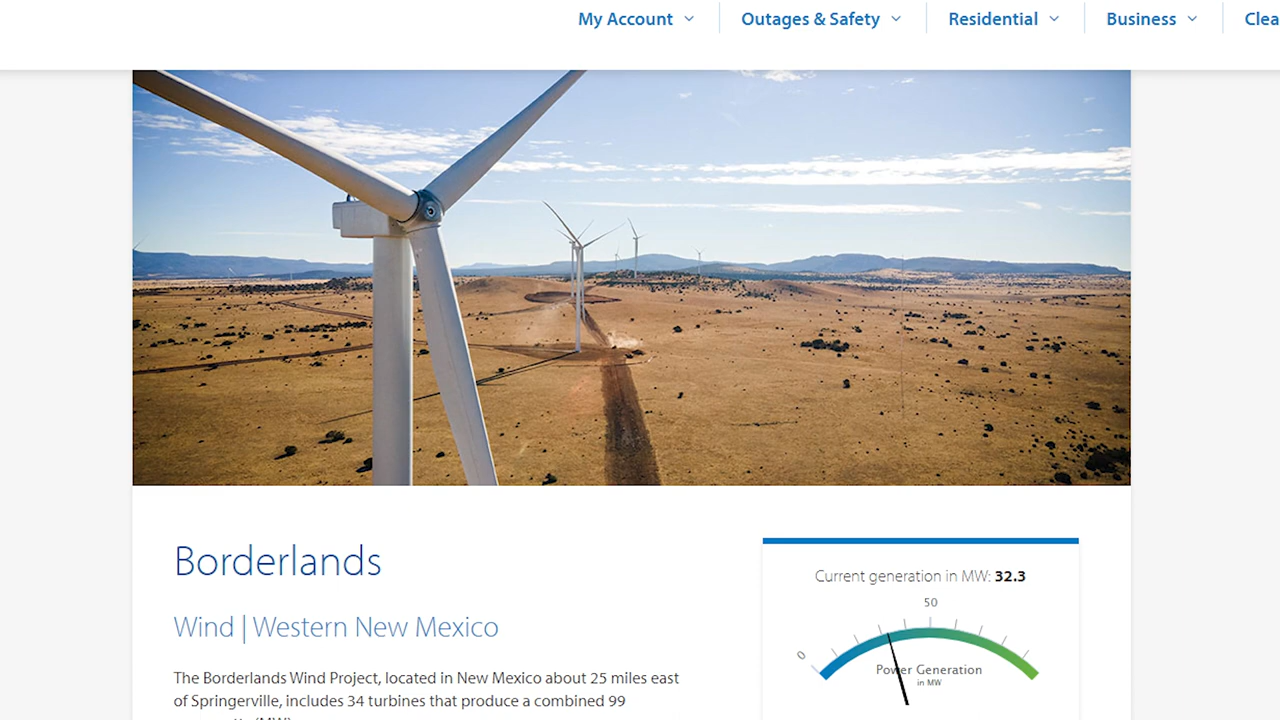 My Account
Outages & Safety
Residential
Business
Clea
Borderlands
Wind | Western New Mexico
The Borderlands Wind Project, located in New Mexico about 25 miles east
of Springerville, includes 34 turbines that produce a combined 99
Current generation in MW: 32.3
50
0
Power Generation
in MW